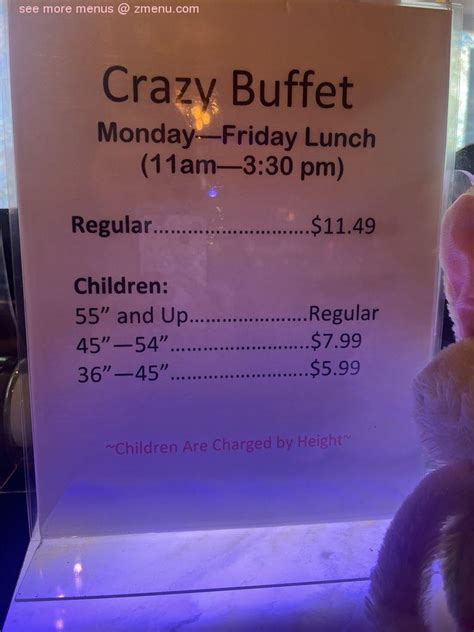 see more menus @ zmenu.com
Crazy Buffet
Monday—Friday Lunch
(11am—3:30 pm)
Regular..............................$11.49
Children:
55” and Up......................Regular
45”—54”..........................$7.99
36”—45”..........................$5.99
~Children Are Charged by Height~